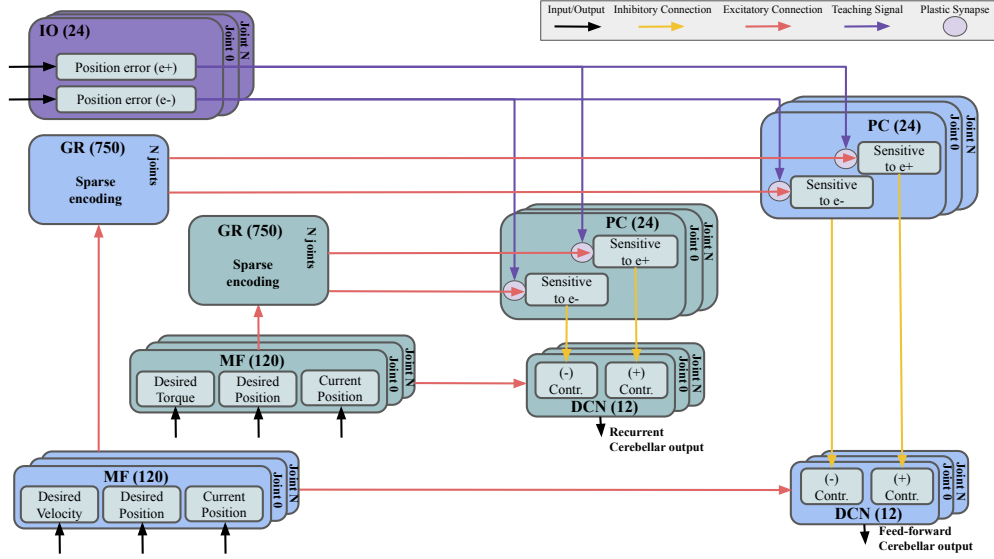 Input/Output
Inhibitory Connection
Excitatory Connection
Teaching Signal
Plastic Synapse
IO (24)
Position error (e+)
Position error (e-)
Joint 0
Joint N
GR (750)
Sparse
encoding
N joints
PC (24)
Sensitive
to e+
Sensitive
to e-
Joint 0
Joint N
GR (750)
Sparse
encoding
N joints
PC (24)
Sensitive
to e+
Sensitive
to e-
Joint 0
Joint N
MF (120)
Desired
Torque
Desired
Position
Current
Position
Joint 0
Joint N
(-)
Contr.
(+)
Contr.
DCN (12)
Joint 0
Joint N
Recurrent
Cerebellar output
MF (120)
Desired
Velocity
Desired
Position
Current
Position
Joint 0
Joint N
(-)
Contr.
(+)
Contr.
DCN (12)
Joint 0
Joint N
Feed-forward
Cerebellar output